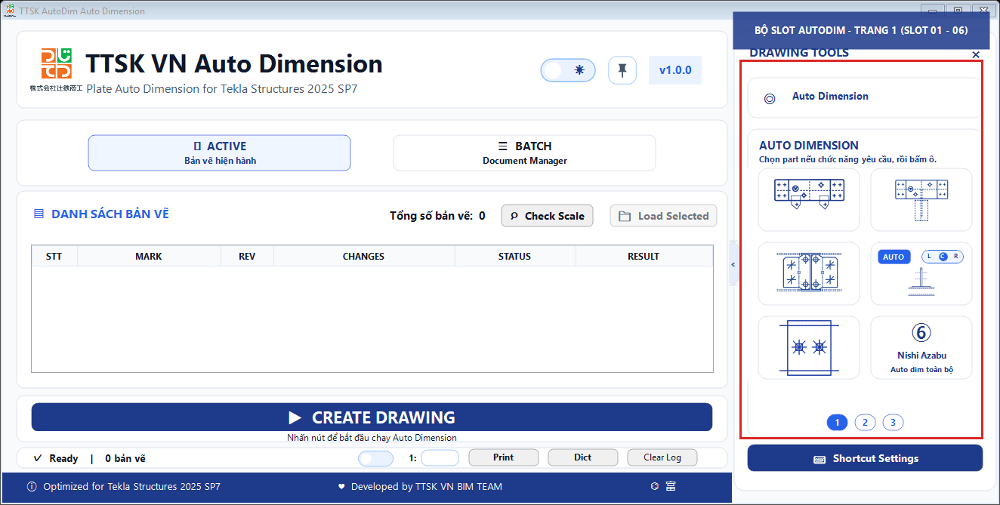 TTSK AutoDim Auto Dimension
BỘ SLOT AUTODIM - TRANG 1 (SLOT 01 - 06)
TTSK VN Auto Dimension
株式会社辻鉄商工
Plate Auto Dimension for Tekla Structures 2025 SP7
v1.0.0
ACTIVE
Bản vẽ hiện hành
BATCH
Document Manager
DANH SÁCH BẢN VẼ
Tổng số bản vẽ: 0
Check Scale
Load Selected
STT MARK REV CHANGES STATUS RESULT
CREATE DRAWING
Nhấn nút để bắt đầu chạy Auto Dimension
Ready | 0 bản vẽ
1:
Print
Dict
Clear Log
Optimized for Tekla Structures 2025 SP7
Developed by TTSK VN BIM TEAM
DRAWING TOOLS
Auto Dimension
AUTO DIMENSION
Chọn part nếu chức năng yêu cầu, rồi bấm ô.
AUTO
L C R
6
Nishi Azabu
Auto dim toàn bộ
1 2 3
Shortcut Settings